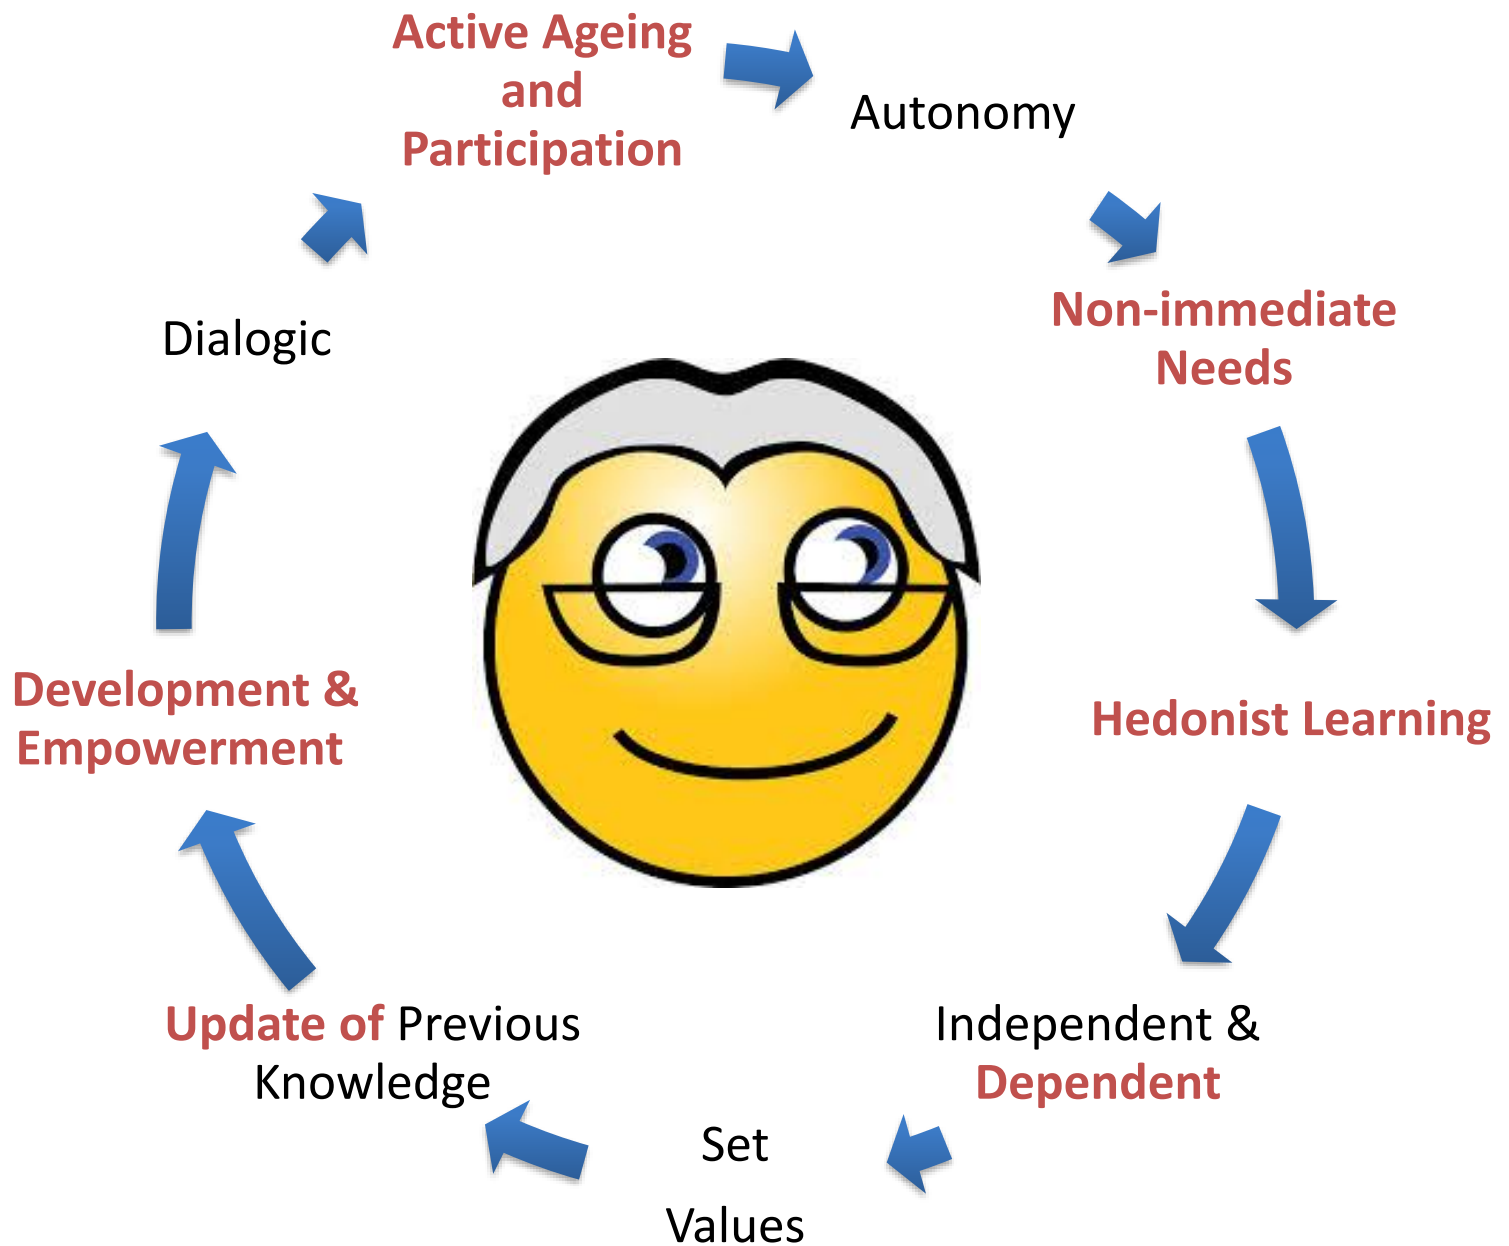 Active Ageing
and
Participation
Autonomy
Non-immediate
Needs
Hedonist Learning
Independent &
Dependent
Set
Values
Update of Previous
Knowledge
Development &
Empowerment
Dialogic